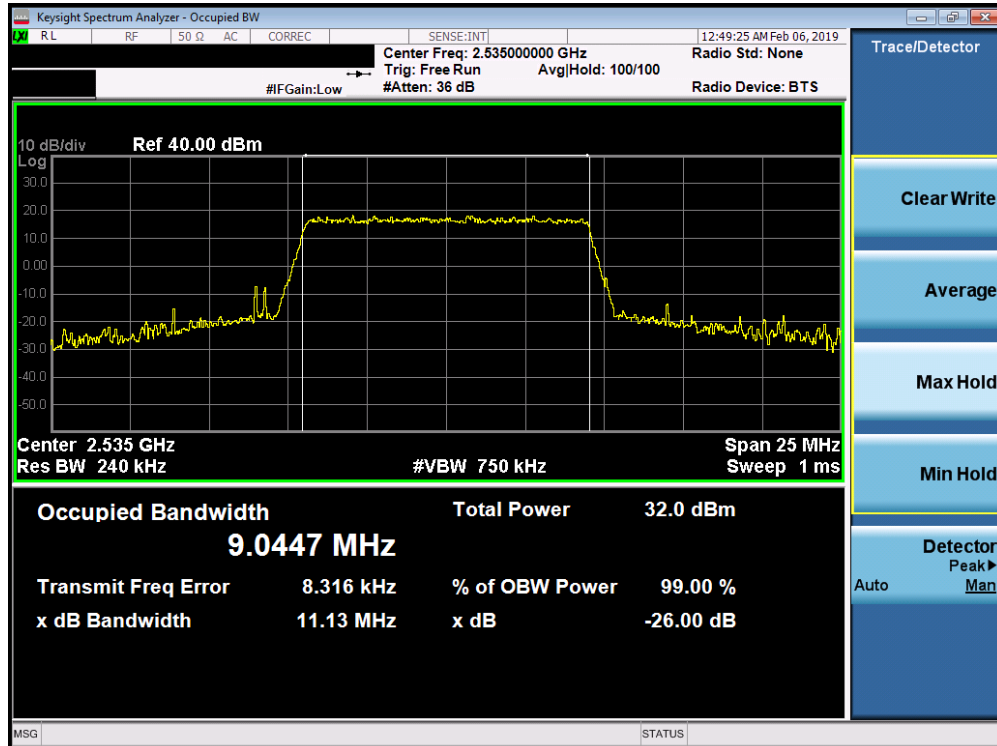 Keysight Spectrum Analyzer - Occupied BW
LXI RL RF 50 Ω AC CORREC SENSE:INT 12:49:25 AM Feb 06, 2019
Center Freq: 2.535000000 GHz Radio Std: None
Trig: Free Run Avg|Hold: 100/100
#IFGain:Low #Atten: 36 dB Radio Device: BTS
10 dB/div Ref 40.00 dBm
Log
30.0
20.0
10.0
0.00
-10.0
-20.0
-30.0
-40.0
-50.0
Center 2.535 GHz Span 25 MHz
Res BW 240 kHz #VBW 750 kHz Sweep 1 ms
Occupied Bandwidth Total Power 32.0 dBm
9.0447 MHz
Transmit Freq Error 8.316 kHz % of OBW Power 99.00 %
x dB Bandwidth 11.13 MHz x dB -26.00 dB
MSG STATUS
Trace/Detector
Clear Write
Average
Max Hold
Min Hold
Detector
Peak
Auto Man